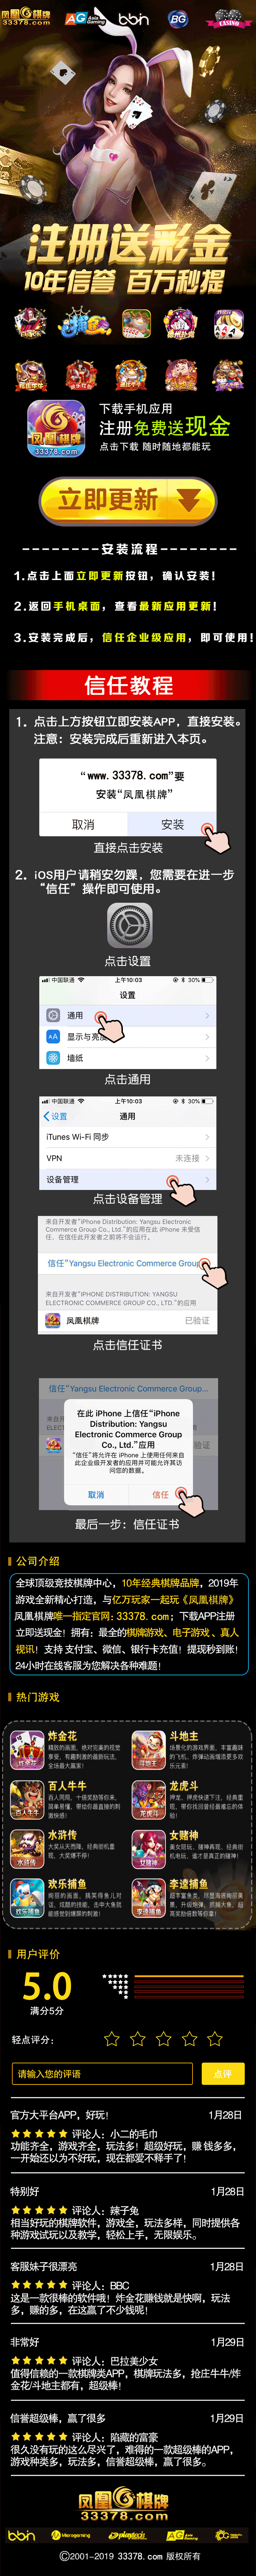 凤凰棋牌
33378.com
AG Asia Gaming
bbin
BG
CASINO
注册送彩金
10年信誉 百万秒提
凤凰棋牌
33378.com
下载手机应用
注册免费送现金
点击下载 随时随地都能玩
立即更新
安装流程
1.点击上面立即更新按钮，确认安装!
2.返回手机桌面，查看最新应用更新!
3.安装完成后，信任企业级应用，即可使用!
信任教程
1. 点击上方按钮立即安装APP，直接安装。
注意：安装完成后重新进入本页。
“www.33378.com”要
安装“凤凰棋牌”
取消
安装
直接点击安装
2. iOS用户请稍安勿躁，您需要在进一步
“信任”操作即可使用。
点击设置
中国联通 上午10:03 30%
设置
通用
显示与亮度
墙纸
点击通用
中国联通 上午10:03 30%
设置 通用
iTunes Wi-Fi 同步
VPN 未连接
设备管理
点击设备管理
来自开发者“iPhone Distribution: Yangsu Electronic
Commerce Group Co., Ltd.”的应用在此 iPhone 未受信
任。在信任此开发者之前将不会运行。
信任“Yangsu Electronic Commerce Group
来自开发者“IPHONE DISTRIBUTION: YANGSU
ELECTRONIC COMMERCE GROUP CO., LTD.”的应用
凤凰棋牌 已验证
点击信任证书
信任“Yangsu Electronic Commerce Group...
在此 iPhone 上信任“iPhone
Distribution: Yangsu
Electronic Commerce Group
Co., Ltd.”应用
“信任”将允许在 iPhone 上使用任何来自
此企业级开发者的应用并可能允许其访
问您的数据。
取消
信任
最后一步：信任证书
公司介绍
全球顶级竞技棋牌中心，10年经典棋牌品牌，2019年
游戏全新精心打造，与亿万玩家一起玩《凤凰棋牌》
凤凰棋牌唯一指定官网：33378.com；下载APP注册
立即送现金！拥有：最全的棋牌游戏、电子游戏 、真人
视讯！支持 支付宝、微信、银行卡充值！提现秒到账!
24小时在线客服为您解决各种难题!
热门游戏
炸金花
斗地主
百人牛牛
龙虎斗
水浒传
女赌神
欢乐捕鱼
李逵捕鱼
用户评价
5.0
满分5分
轻点评分：
请输入您的评语
点评
官方大平台APP，好玩！ 1月28日
评论人：小二的毛巾
功能齐全，游戏齐全，玩法多！超级好玩，赚钱多多，
一开始还以为不好玩，现在都爱不释手了！
特别好 1月28日
评论人：辣子兔
相当好玩的棋牌软件，游戏全，玩法多样，同时提供各
种游戏试玩以及教学，轻松上手，无限娱乐。
客服妹子很漂亮 1月28日
评论人：BBC
这是一款很棒的软件哦！炸金花赚钱就是快啊，玩法
多，赚的多，在这赢了不少钱呢！
非常好 1月29日
评论人：巴拉美少女
值得信赖的一款棋牌类APP，棋牌玩法多，抢庄牛牛/炸
金花/斗地主都有，超级棒！
信誉超级棒，赢了很多 1月29日
评论人：陷藏的富豪
很久没有玩的这么尽兴了，难得的一款超级棒的APP，
游戏种类多，玩法多，信誉超级棒，赢了很多。
凤凰棋牌
33378.com
bbin Microgaming playtech AG Asia Gaming CG
©2001-2019 33378.com 版权所有